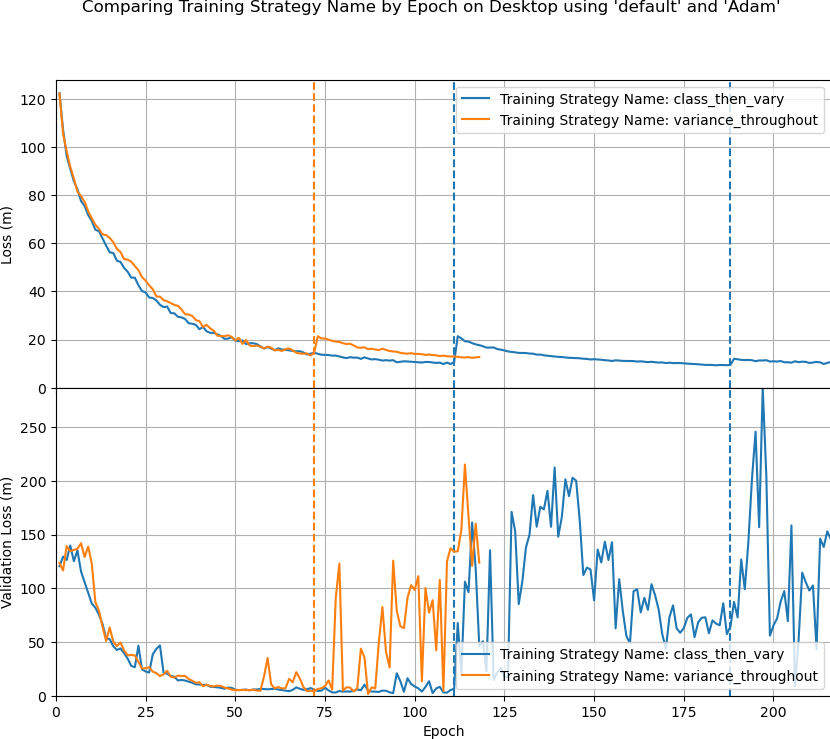 Comparing Training Strategy Name by Epoch on Desktop using 'default' and 'Adam'
120
100
80
60
40
20
0
Loss (m)
Training Strategy Name: class_then_vary
Training Strategy Name: variance_throughout
250
200
150
100
50
0
Validation Loss (m)
Training Strategy Name: class_then_vary
Training Strategy Name: variance_throughout
0 25 50 75 100 125 150 175 200
Epoch